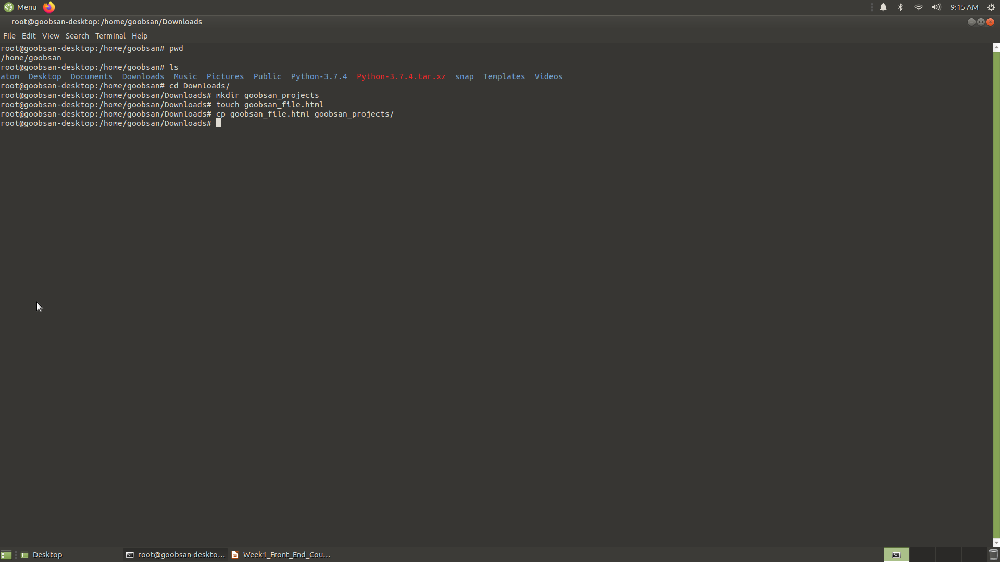 Menu
9:15 AM
root@goobsan-desktop: /home/goobsan/Downloads
File Edit View Search Terminal Help
root@goobsan-desktop:/home/goobsan# pwd
/home/goobsan
root@goobsan-desktop:/home/goobsan# ls
atom Desktop Documents Downloads Music Pictures Public Python-3.7.4 Python-3.7.4.tar.xz snap Templates Videos
root@goobsan-desktop:/home/goobsan# cd Downloads/
root@goobsan-desktop:/home/goobsan/Downloads# mkdir goobsan_projects
root@goobsan-desktop:/home/goobsan/Downloads# touch goobsan_file.html
root@goobsan-desktop:/home/goobsan/Downloads# cp goobsan_file.html goobsan_projects/
root@goobsan-desktop:/home/goobsan/Downloads#
Desktop
root@goobsan-deskto...
Week1_Front_End_Cou...